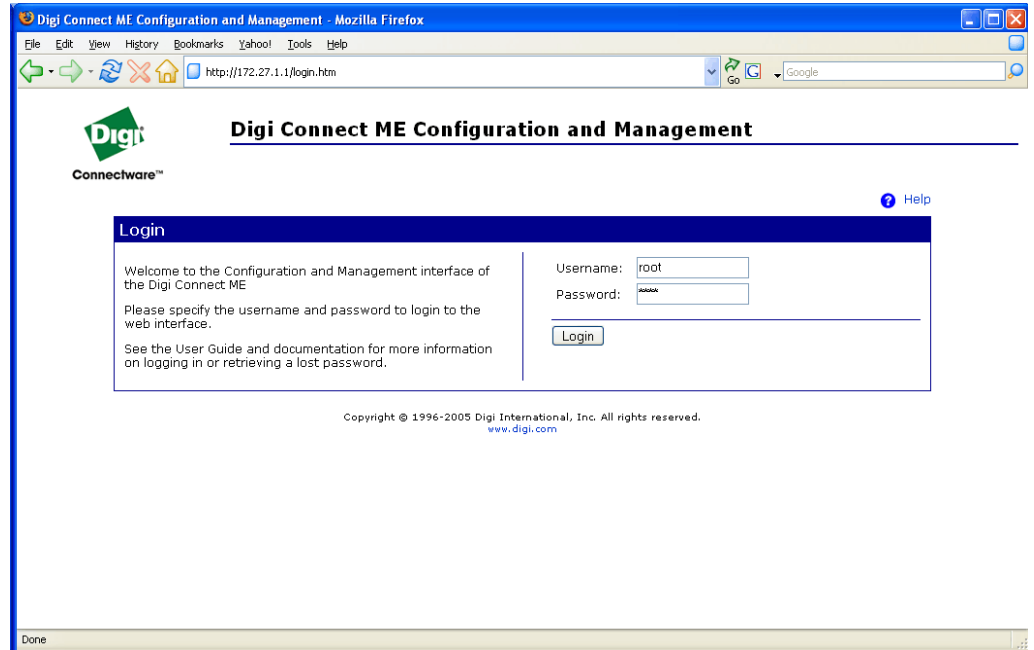 Digi Connect ME Configuration and Management - Mozilla Firefox
File Edit View History Bookmarks Yahoo! Tools Help
http://172.27.1.1/login.htm Go G Google
Digi
Connectware™
Digi Connect ME Configuration and Management
? Help
Login
Welcome to the Configuration and Management interface of
the Digi Connect ME
Please specify the username and password to login to the
web interface.
See the User Guide and documentation for more information
on logging in or retrieving a lost password.
Username: root
Password: ****
Login
Copyright © 1996-2005 Digi International, Inc. All rights reserved.
www.digi.com
Done